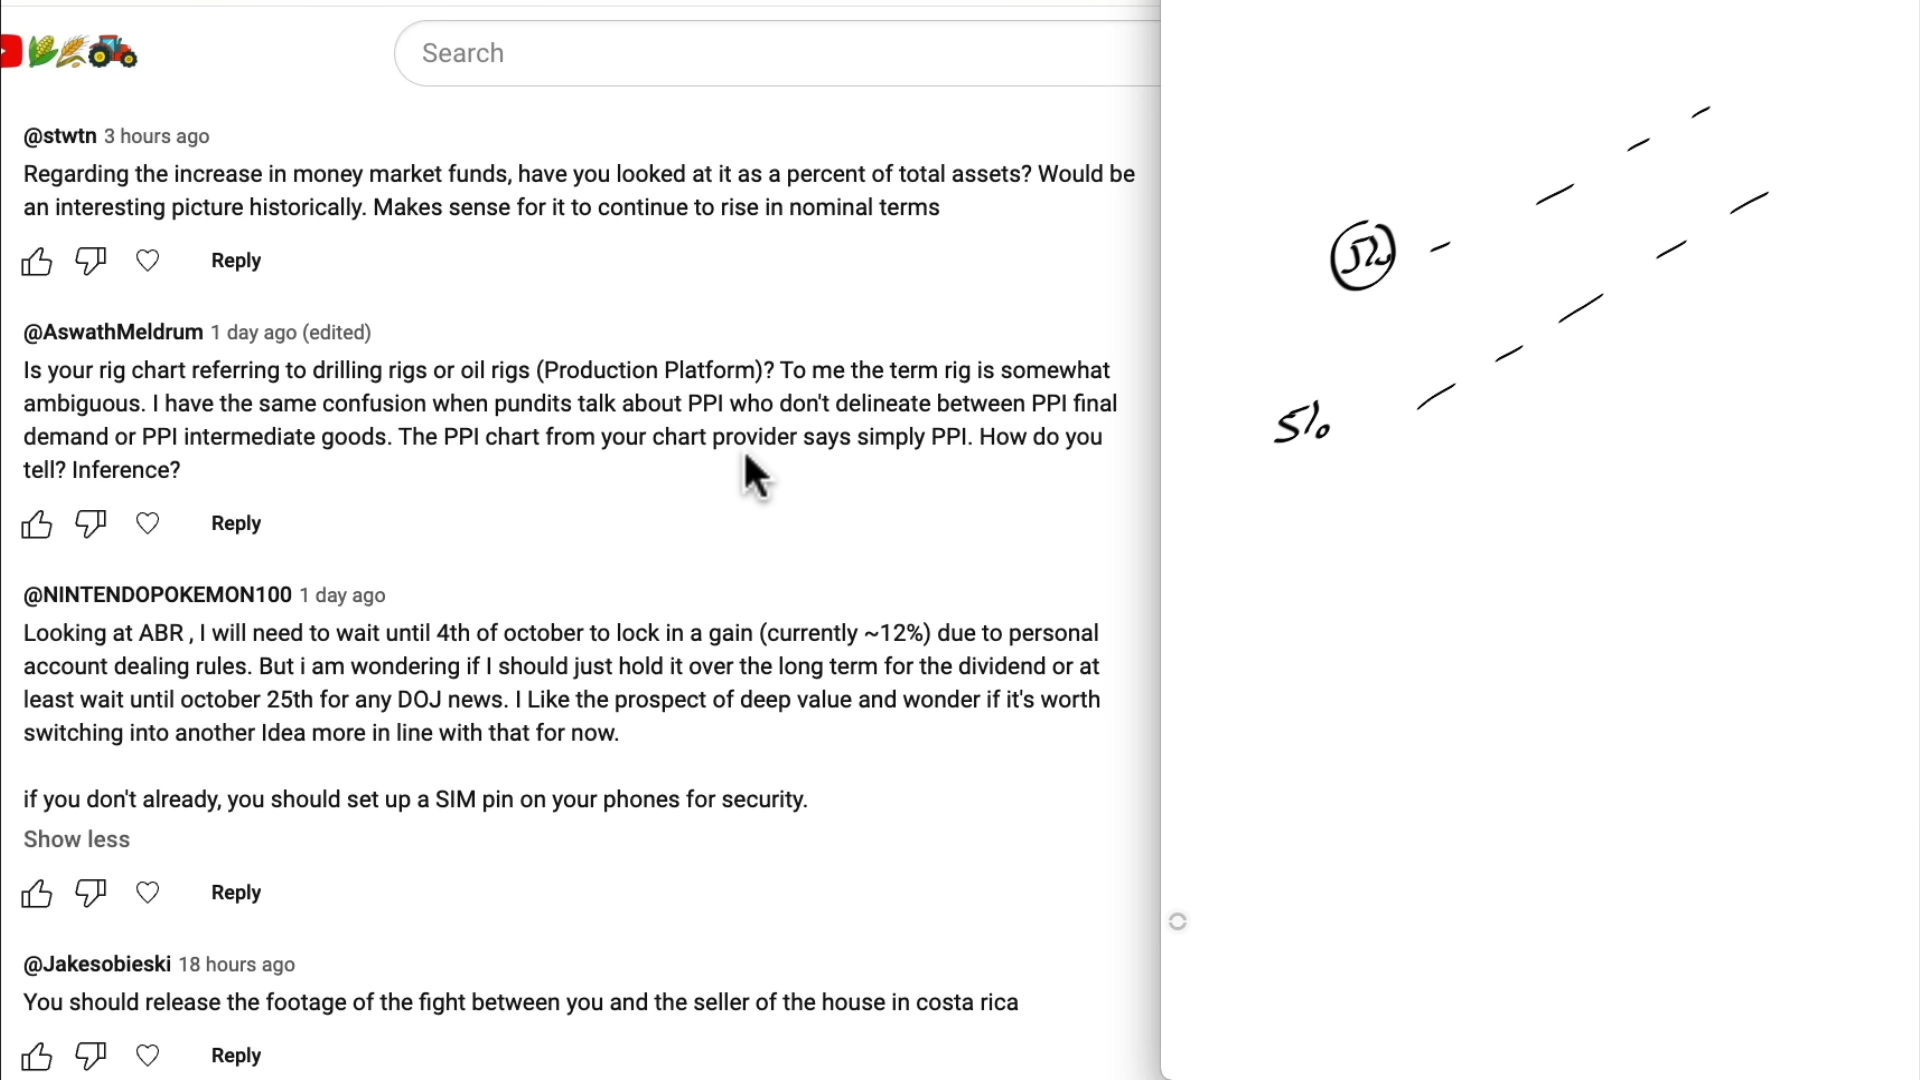 Search
@stwtn 3 hours ago
Regarding the increase in money market funds, have you looked at it as a percent of total assets? Would be
an interesting picture historically. Makes sense for it to continue to rise in nominal terms
Reply
@AswathMeldrum 1 day ago (edited)
Is your rig chart referring to drilling rigs or oil rigs (Production Platform)? To me the term rig is somewhat
ambiguous. I have the same confusion when pundits talk about PPI who don't delineate between PPI final
demand or PPI intermediate goods. The PPI chart from your chart provider says simply PPI. How do you
tell? Inference?
Reply
@NINTENDOPOKEMON100 1 day ago
Looking at ABR , I will need to wait until 4th of october to lock in a gain (currently ~12%) due to personal
account dealing rules. But i am wondering if I should just hold it over the long term for the dividend or at
least wait until october 25th for any DOJ news. I Like the prospect of deep value and wonder if it's worth
switching into another Idea more in line with that for now.
if you don't already, you should set up a SIM pin on your phones for security.
Show less
Reply
@Jakesobieski 18 hours ago
You should release the footage of the fight between you and the seller of the house in costa rica
Reply
5%